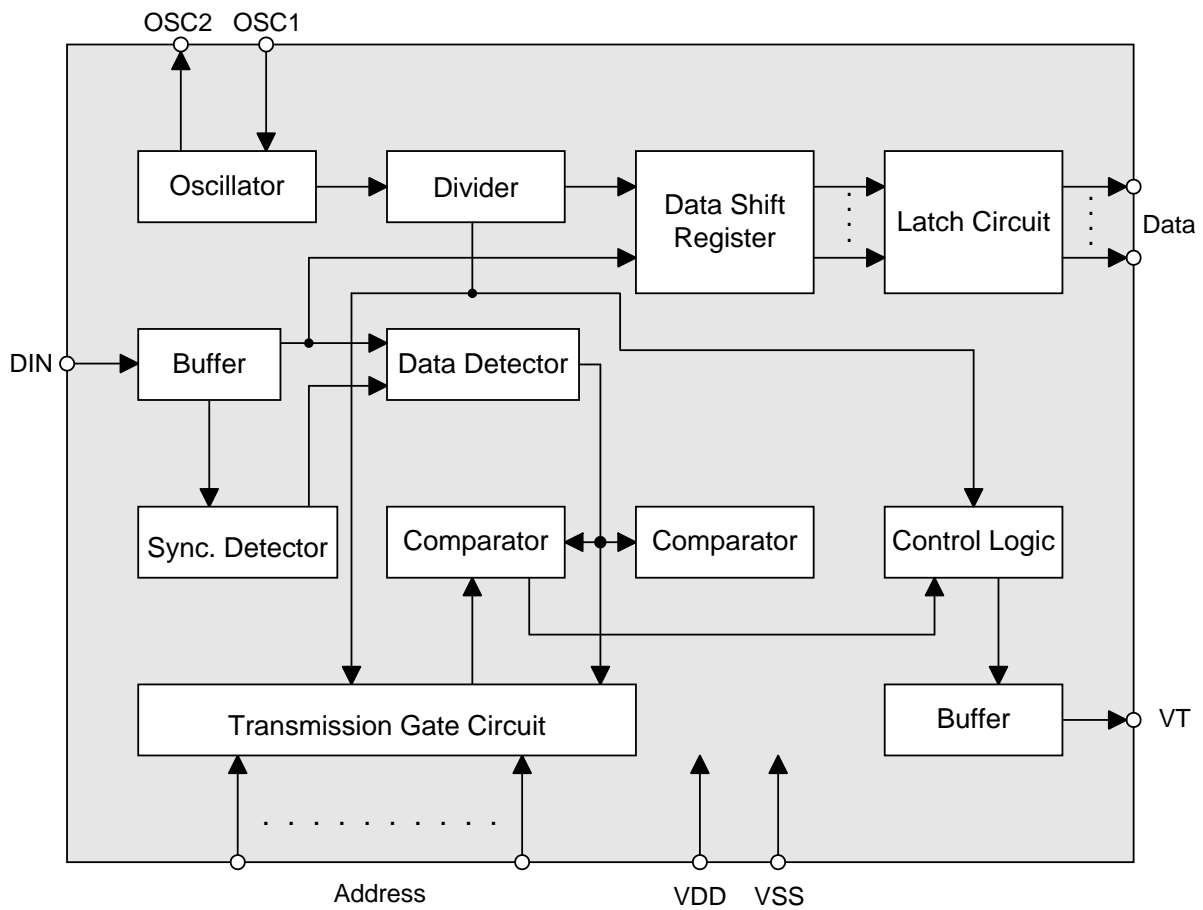 OSC2 OSC1
Oscillator
Divider
Data Shift
Register
Latch Circuit
Data
DIN
Buffer
Data Detector
Sync. Detector
Comparator
Comparator
Control Logic
Transmission Gate Circuit
Buffer
VT
Address
VDD VSS